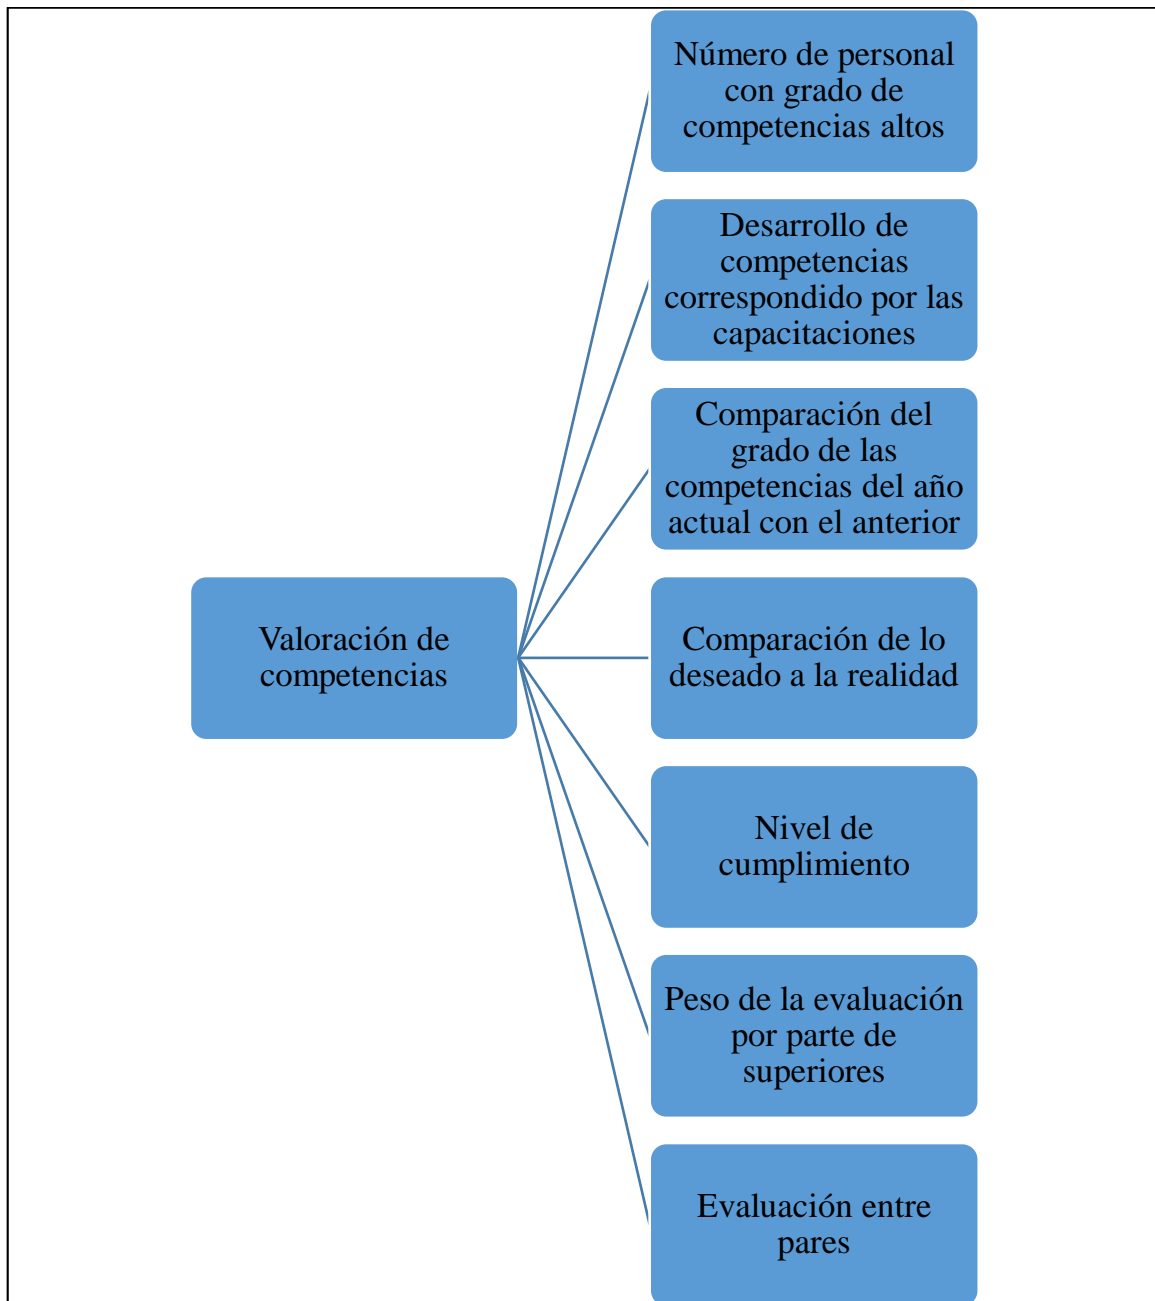 Número de personal
con grado de
competencias altos
Desarrollo de
competencias
correspondido por las
capacitaciones
Comparación del
grado de las
competencias del año
actual con el anterior
Valoración de
competencias
Comparación de lo
deseado a la realidad
Nivel de
cumplimiento
Peso de la evaluación
por parte de
superiores
Evaluación entre
pares